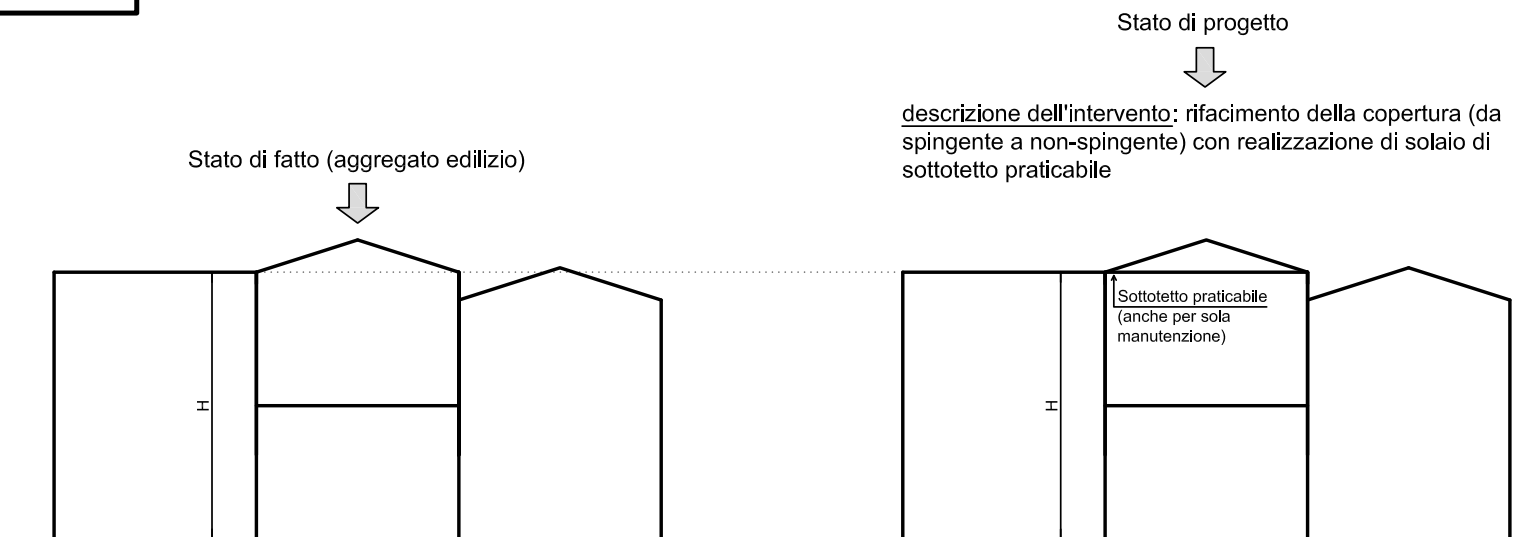 Stato di progetto
descrizione dell'intervento: rifacimento della copertura (da
spingente a non-spingente) con realizzazione di solaio di
sottotetto praticabile
Stato di fatto (aggregato edilizio)
Sottotetto praticabile
(anche per sola
manutenzione)
H
H